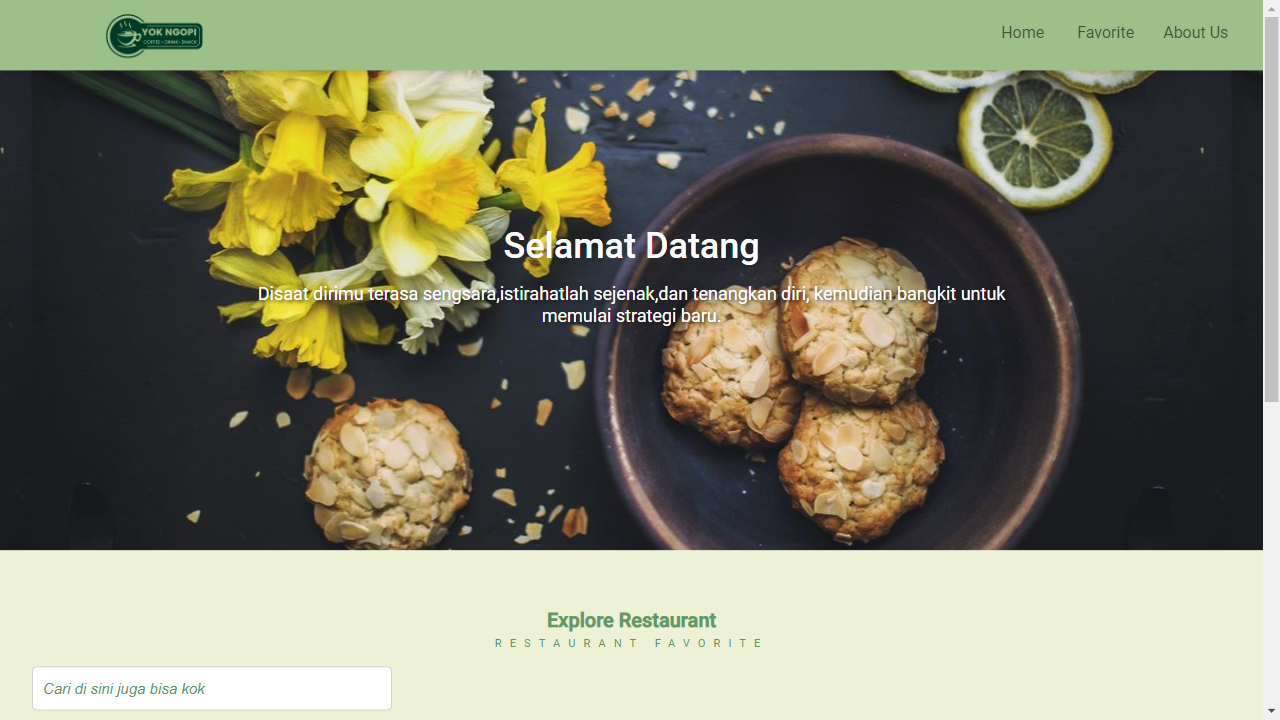 YOK NGOPI
COFFEE • DRINK • SNACK
Home
Favorite
About Us
Selamat Datang
Disaat dirimu terasa sengsara,istirahatlah sejenak,dan tenangkan diri, kemudian bangkit untuk
memulai strategi baru.
Explore Restaurant
RESTAURANT FAVORITE
Cari di sini juga bisa kok